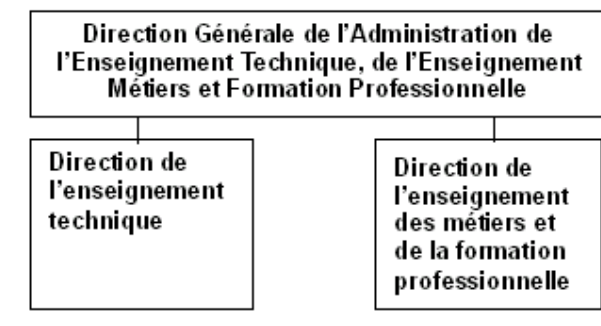 Direction Générale de l'Administration de
l'Enseignement Technique, de l'Enseignement
Métiers et Formation Professionnelle
Direction de
l'enseignement
technique
Direction de
l'enseignement
des métiers et
de la formation
professionnelle